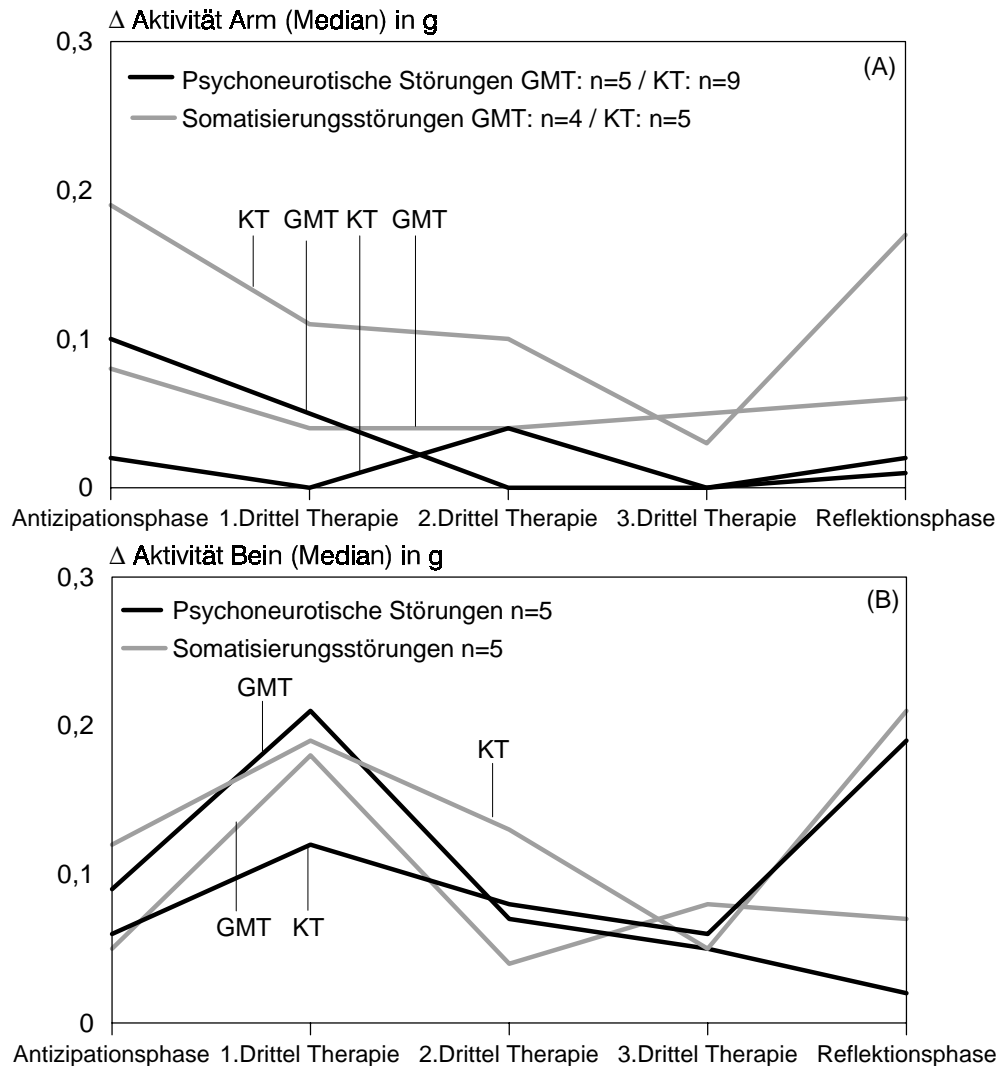 Δ Aktivität Arm (Median) in g
0,3
(A)
Psychoneurotische Störungen GMT: n=5 / KT: n=9
Somatisierungsstörungen GMT: n=4 / KT: n=5
0,2
KT GMT KT GMT
0,1
0
Antizipationsphase 1.Drittel Therapie 2.Drittel Therapie 3.Drittel Therapie Reflektionsphase
Δ Aktivität Bein (Median) in g
0,3
(B)
Psychoneurotische Störungen n=5
Somatisierungsstörungen n=5
GMT
0,2
KT
0,1
GMT KT
0
Antizipationsphase 1.Drittel Therapie 2.Drittel Therapie 3.Drittel Therapie Reflektionsphase